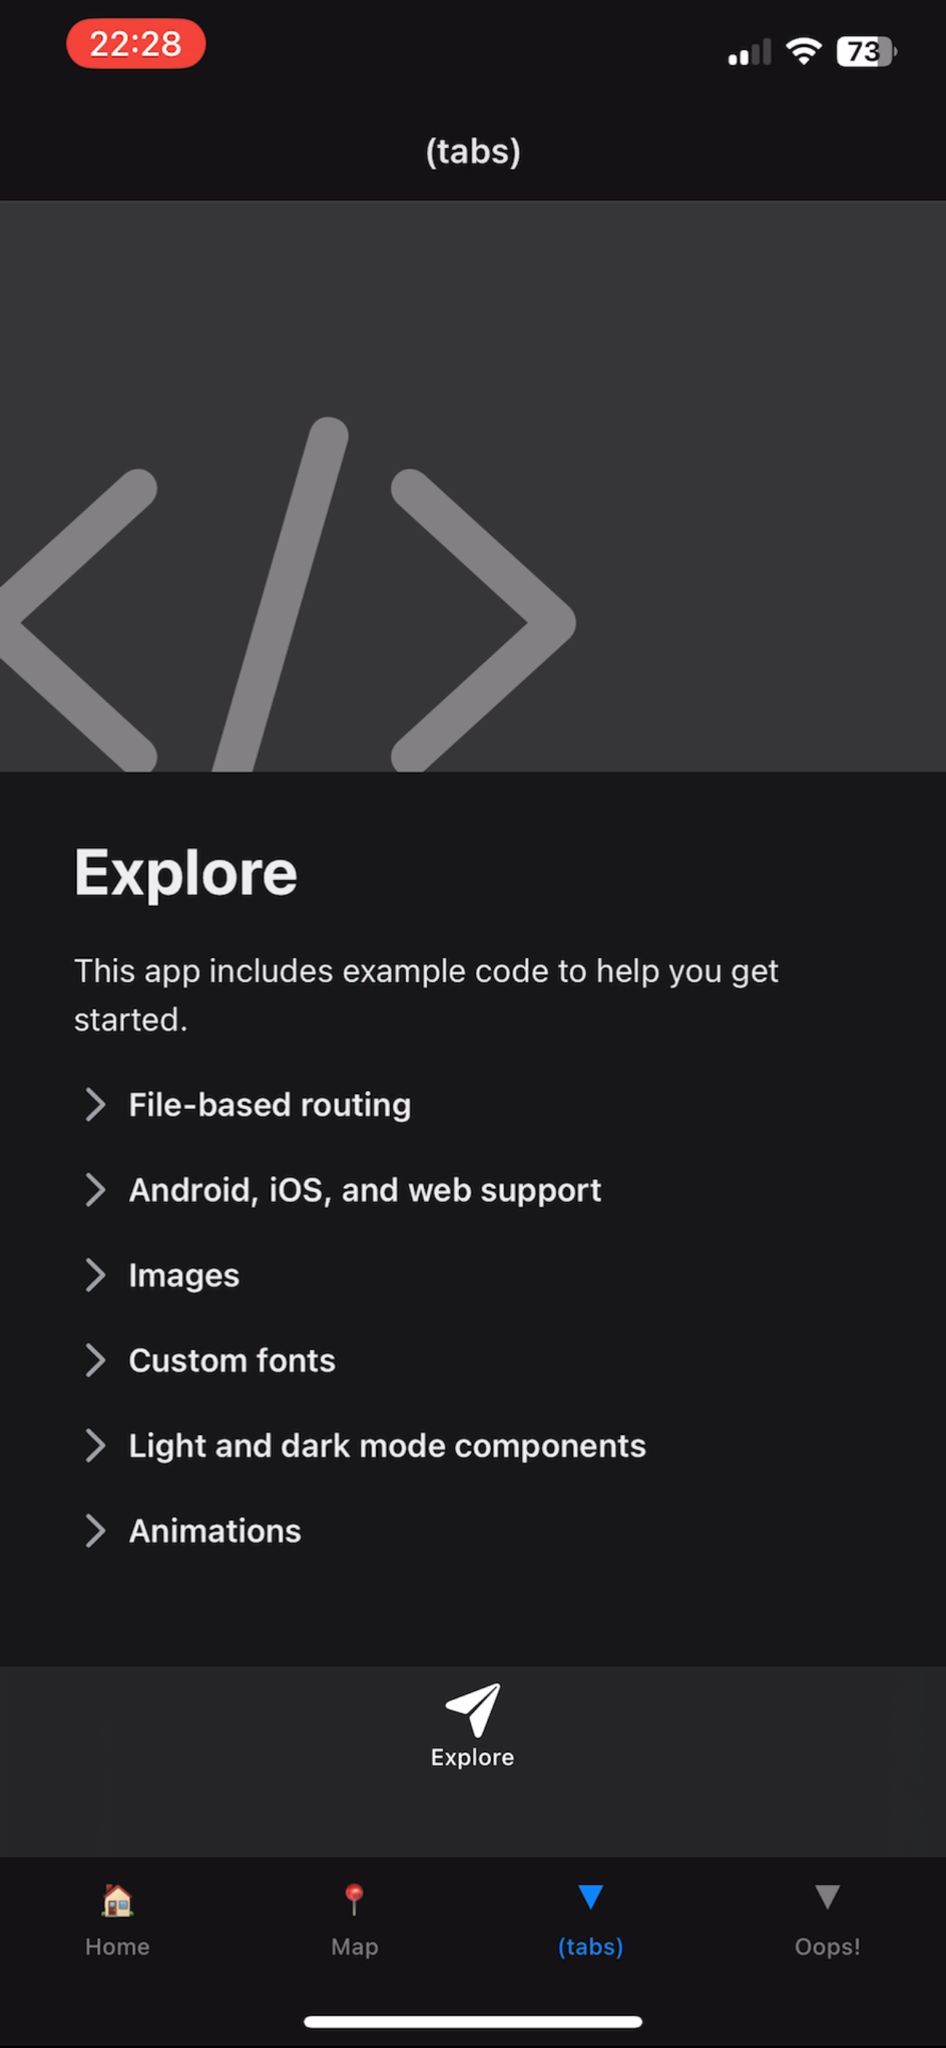 22:28
73
(tabs)
</>
Explore
This app includes example code to help you get
started.
File-based routing
Android, iOS, and web support
Images
Custom fonts
Light and dark mode components
Animations
Explore
Home
Map
(tabs)
Oops!